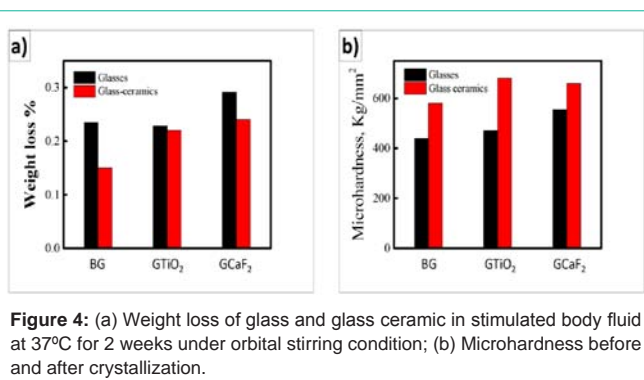 a)
Weight loss %
0.3
0.2
0.1
0.0
Glasses
Glass-ceramics
BG GTiO₂ GCaF₂
b)
Microhardness, Kg/mm²
600
400
200
0
Glasses
Glass ceramics
BG GTiO₂ GCaF₂
Figure 4: (a) Weight loss of glass and glass ceramic in stimulated body fluid
at 37ºC for 2 weeks under orbital stirring condition; (b) Microhardness before
and after crystallization.